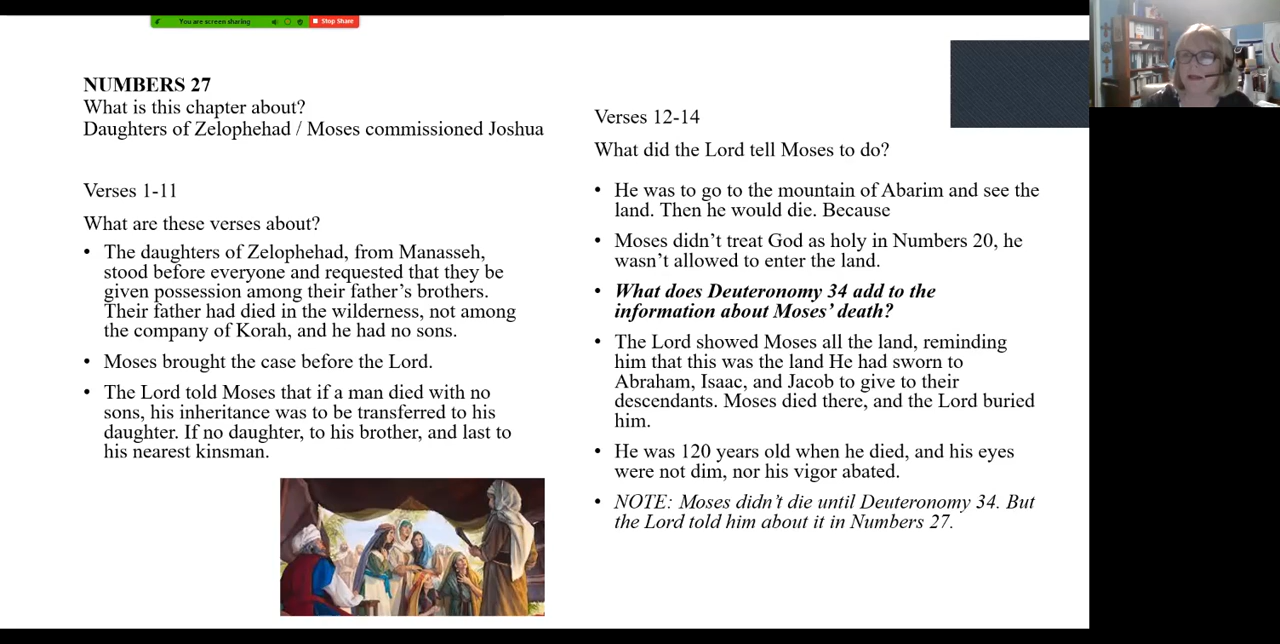 You are screen sharing
Stop Share
NUMBERS 27
What is this chapter about?
Daughters of Zelophehad / Moses commissioned Joshua
Verses 1-11
What are these verses about?
• The daughters of Zelophehad, from Manasseh,
stood before everyone and requested that they be
given possession among their father's brothers.
Their father had died in the wilderness, not among
the company of Korah, and he had no sons.
• Moses brought the case before the Lord.
• The Lord told Moses that if a man died with no
sons, his inheritance was to be transferred to his
daughter. If no daughter, to his brother, and last to
his nearest kinsman.
Verses 12-14
What did the Lord tell Moses to do?
• He was to go to the mountain of Abarim and see the
land. Then he would die. Because
• Moses didn't treat God as holy in Numbers 20, he
wasn't allowed to enter the land.
• What does Deuteronomy 34 add to the
information about Moses' death?
• The Lord showed Moses all the land, reminding
him that this was the land He had sworn to
Abraham, Isaac, and Jacob to give to their
descendants. Moses died there, and the Lord buried
him.
• He was 120 years old when he died, and his eyes
were not dim, nor his vigor abated.
• NOTE: Moses didn't die until Deuteronomy 34. But
the Lord told him about it in Numbers 27.